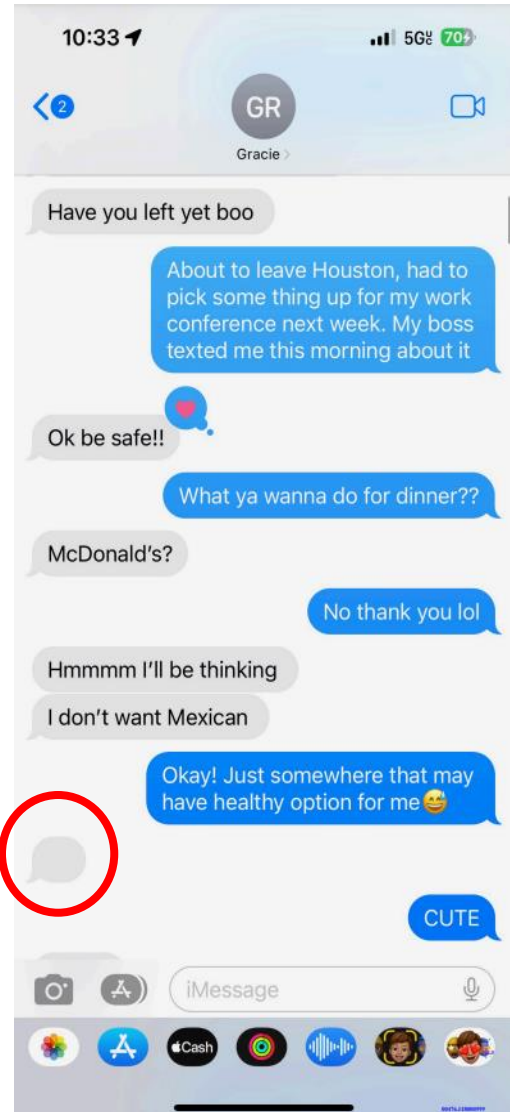 10:33
5G UC 70
2
GR
Gracie
Have you left yet boo
About to leave Houston, had to
pick some thing up for my work
conference next week. My boss
texted me this morning about it
Ok be safe!!
What ya wanna do for dinner??
McDonald's?
No thank you lol
Hmmmm I'll be thinking
I don't want Mexican
Okay! Just somewhere that may
have healthy option for me😅
CUTE
iMessage
Cash